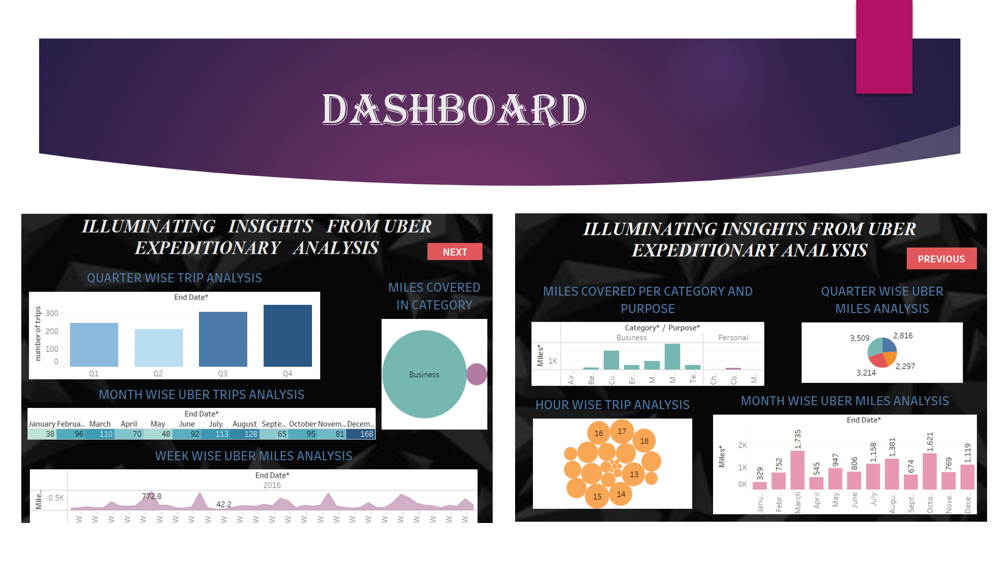 DASHBOARD
ILLUMINATING INSIGHTS FROM UBER
EXPEDITIONARY ANALYSIS
NEXT
QUARTER WISE TRIP ANALYSIS
End Date*
number of trips
300
200
100
0
Q1 Q2 Q3 Q4
MILES COVERED
IN CATEGORY
Business
MONTH WISE UBER TRIPS ANALYSIS
End Date*
January Februa.. March April May June July August Septe.. October Novem.. Decem..
38 96 110 70 48 92 113 128 65 95 81 168
WEEK WISE UBER MILES ANALYSIS
End Date*
2016
Mile..
0.5K
772.8
42.2
W.. W.. W.. W.. W.. W.. W.. W.. W.. W.. W.. W.. W.. W.. W.. W.. W.. W.. W.. W.. W.. W.. W.. W.. W..
ILLUMINATING INSIGHTS FROM UBER
EXPEDITIONARY ANALYSIS
PREVIOUS
MILES COVERED PER CATEGORY AND
PURPOSE
Category* / Purpose*
Business Personal
Miles*
1K
Air.. Be.. Cu.. Er.. M.. M.. Te.. Ch.. Co.. M..
QUARTER WISE UBER
MILES ANALYSIS
3,509 2,816
3,214 2,297
HOUR WISE TRIP ANALYSIS
16 17 18
13
15 14
MONTH WISE UBER MILES ANALYSIS
End Date*
Miles*
2K
1K
0K
329 752 1,735 545 947 806 1,158 1,381 674 1,621 769 1,119
Janu.. Febr.. March April May June July Augu.. Sept.. Octo.. Nove.. Dece..